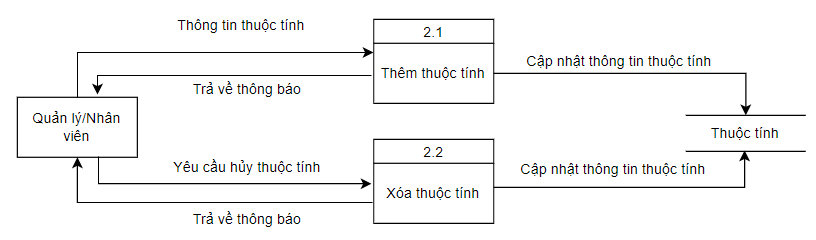 Thông tin thuộc tính
2.1
Thêm thuộc tính
Cập nhật thông tin thuộc tính
Trả về thông báo
Quản lý/Nhân
viên
Thuộc tính
2.2
Yêu cầu hủy thuộc tính
Cập nhật thông tin thuộc tính
Xóa thuộc tính
Trả về thông báo